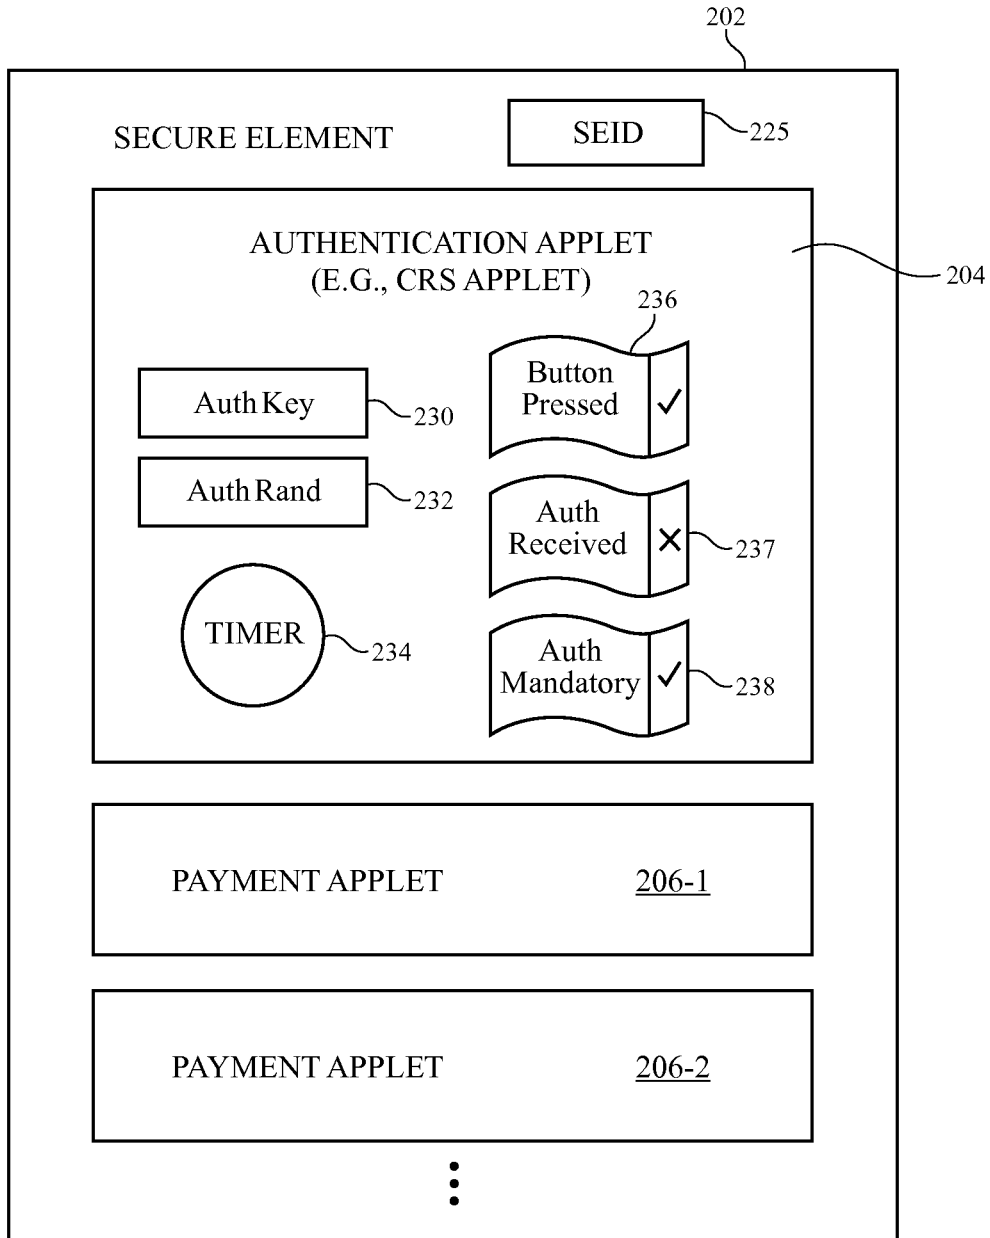 202
SECURE ELEMENT
SEID
225
AUTHENTICATION APPLET
(E.G., CRS APPLET)
204
236
Button
Pressed
Auth Key
230
Auth Rand
232
Auth
Received
237
TIMER
234
Auth
Mandatory
238
PAYMENT APPLET 206-1
PAYMENT APPLET 206-2